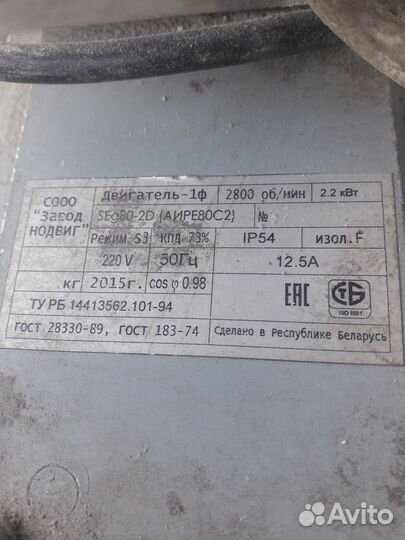 СООО "Завод НОДВИГ"
двигатель-1ф 2800 об/мин 2.2 кВт
SEg80-2D (АИРЕ80С2) №
Режим S3 КПД 73% IP54 изол. F
220 V 50Гц 12.5А
кг 2015г. cos φ 0.98
ЕАС СТБ
ISO 9001
ТУ РБ 14413562.101-94
ГОСТ 28330-89, ГОСТ 183-74 Сделано в Республике Беларусь
Avito